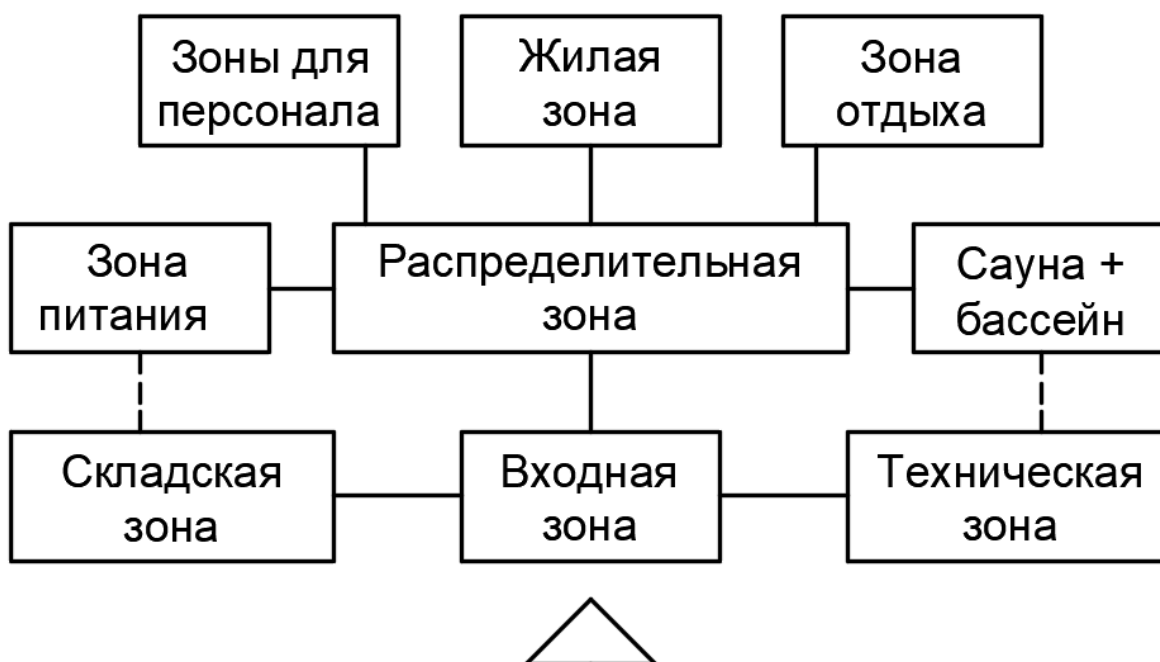 Зоны для
персонала
Жилая
зона
Зона
отдыха
Зона
питания
Распределительная
зона
Сауна +
бассейн
Складская
зона
Входная
зона
Техническая
зона